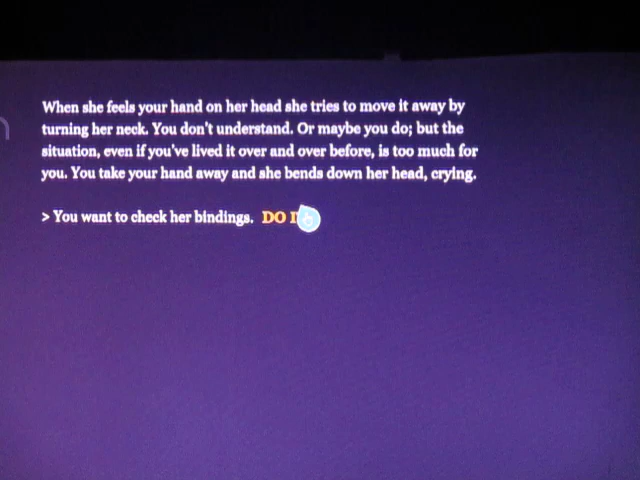 When she feels your hand on her head she tries to move it away by
turning her neck. You don't understand. Or maybe you do; but the
situation, even if you've lived it over and over before, is too much for
you. You take your hand away and she bends down her head, crying.
> You want to check her bindings. DO